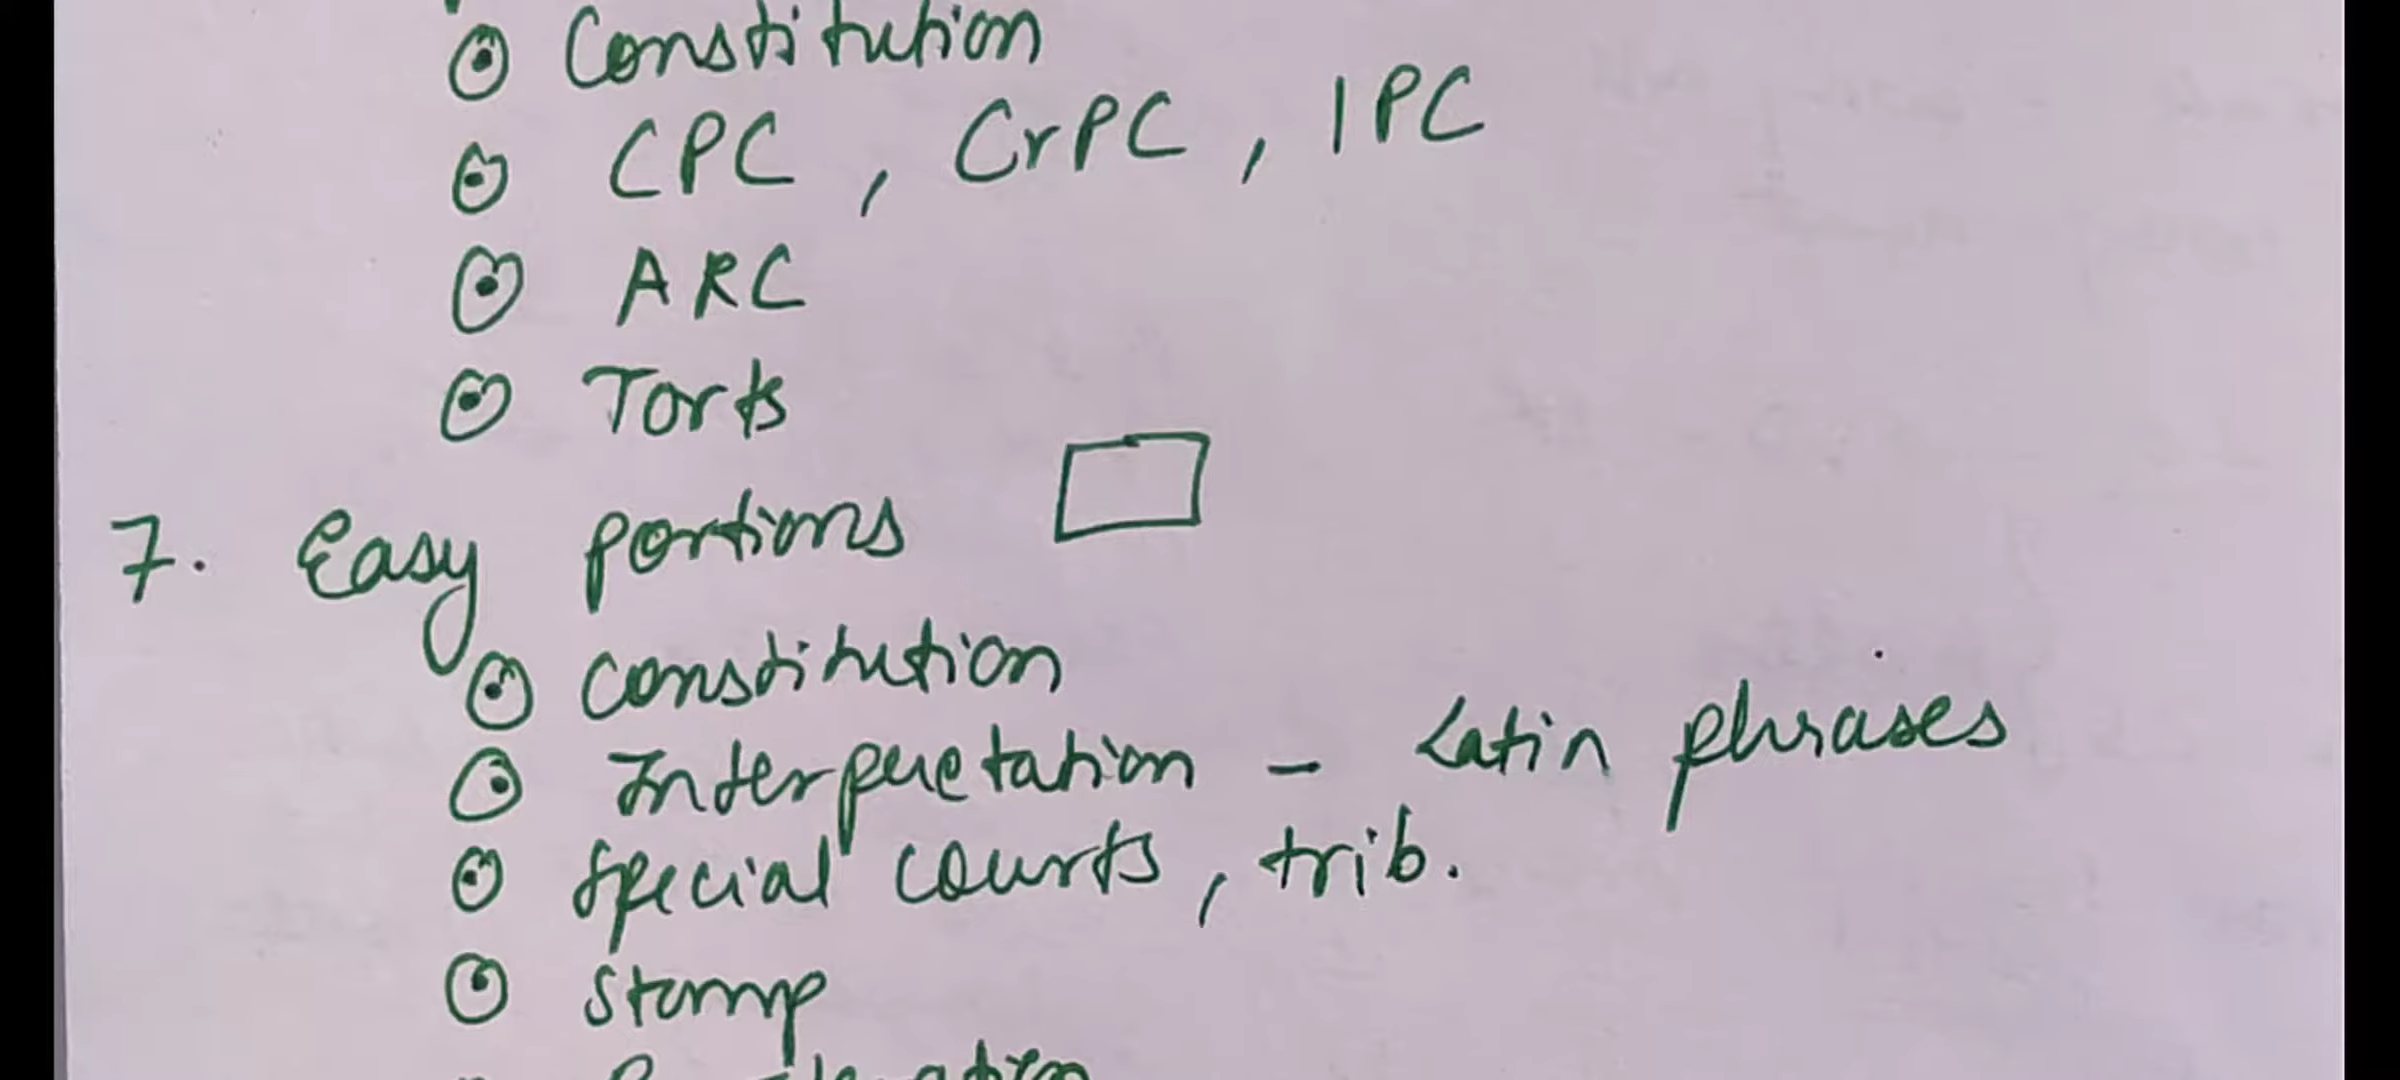 Constitution
CPC, CrPC, IPC
ARC
Torts
7. Easy portions
Constitution
Interpretation - Latin phrases
Special courts, trib.
Stamp